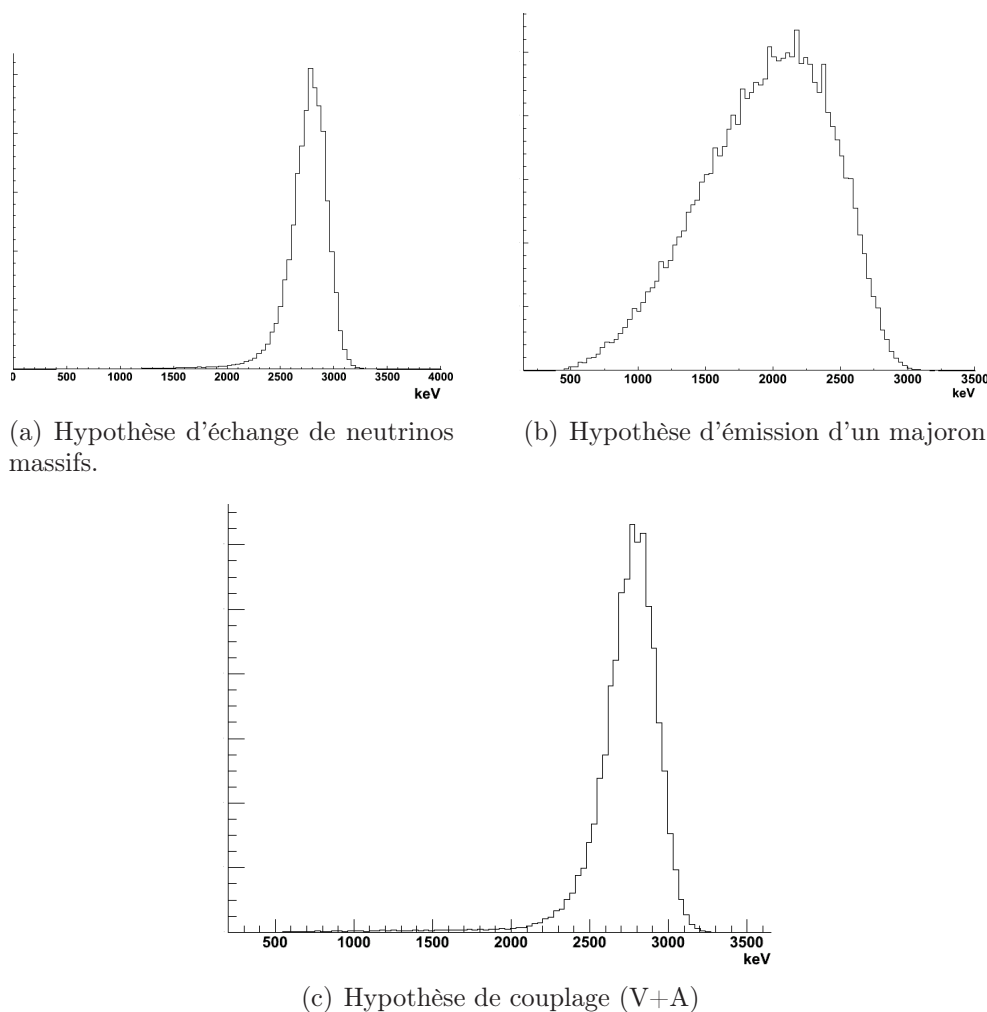 0 500 1000 1500 2000 2500 3000 3500 4000
keV
500 1000 1500 2000 2500 3000 3500
keV
(a) Hypothèse d'échange de neutrinos
massifs.
(b) Hypothèse d'émission d'un majoron
500 1000 1500 2000 2500 3000 3500
keV
(c) Hypothèse de couplage (V+A)